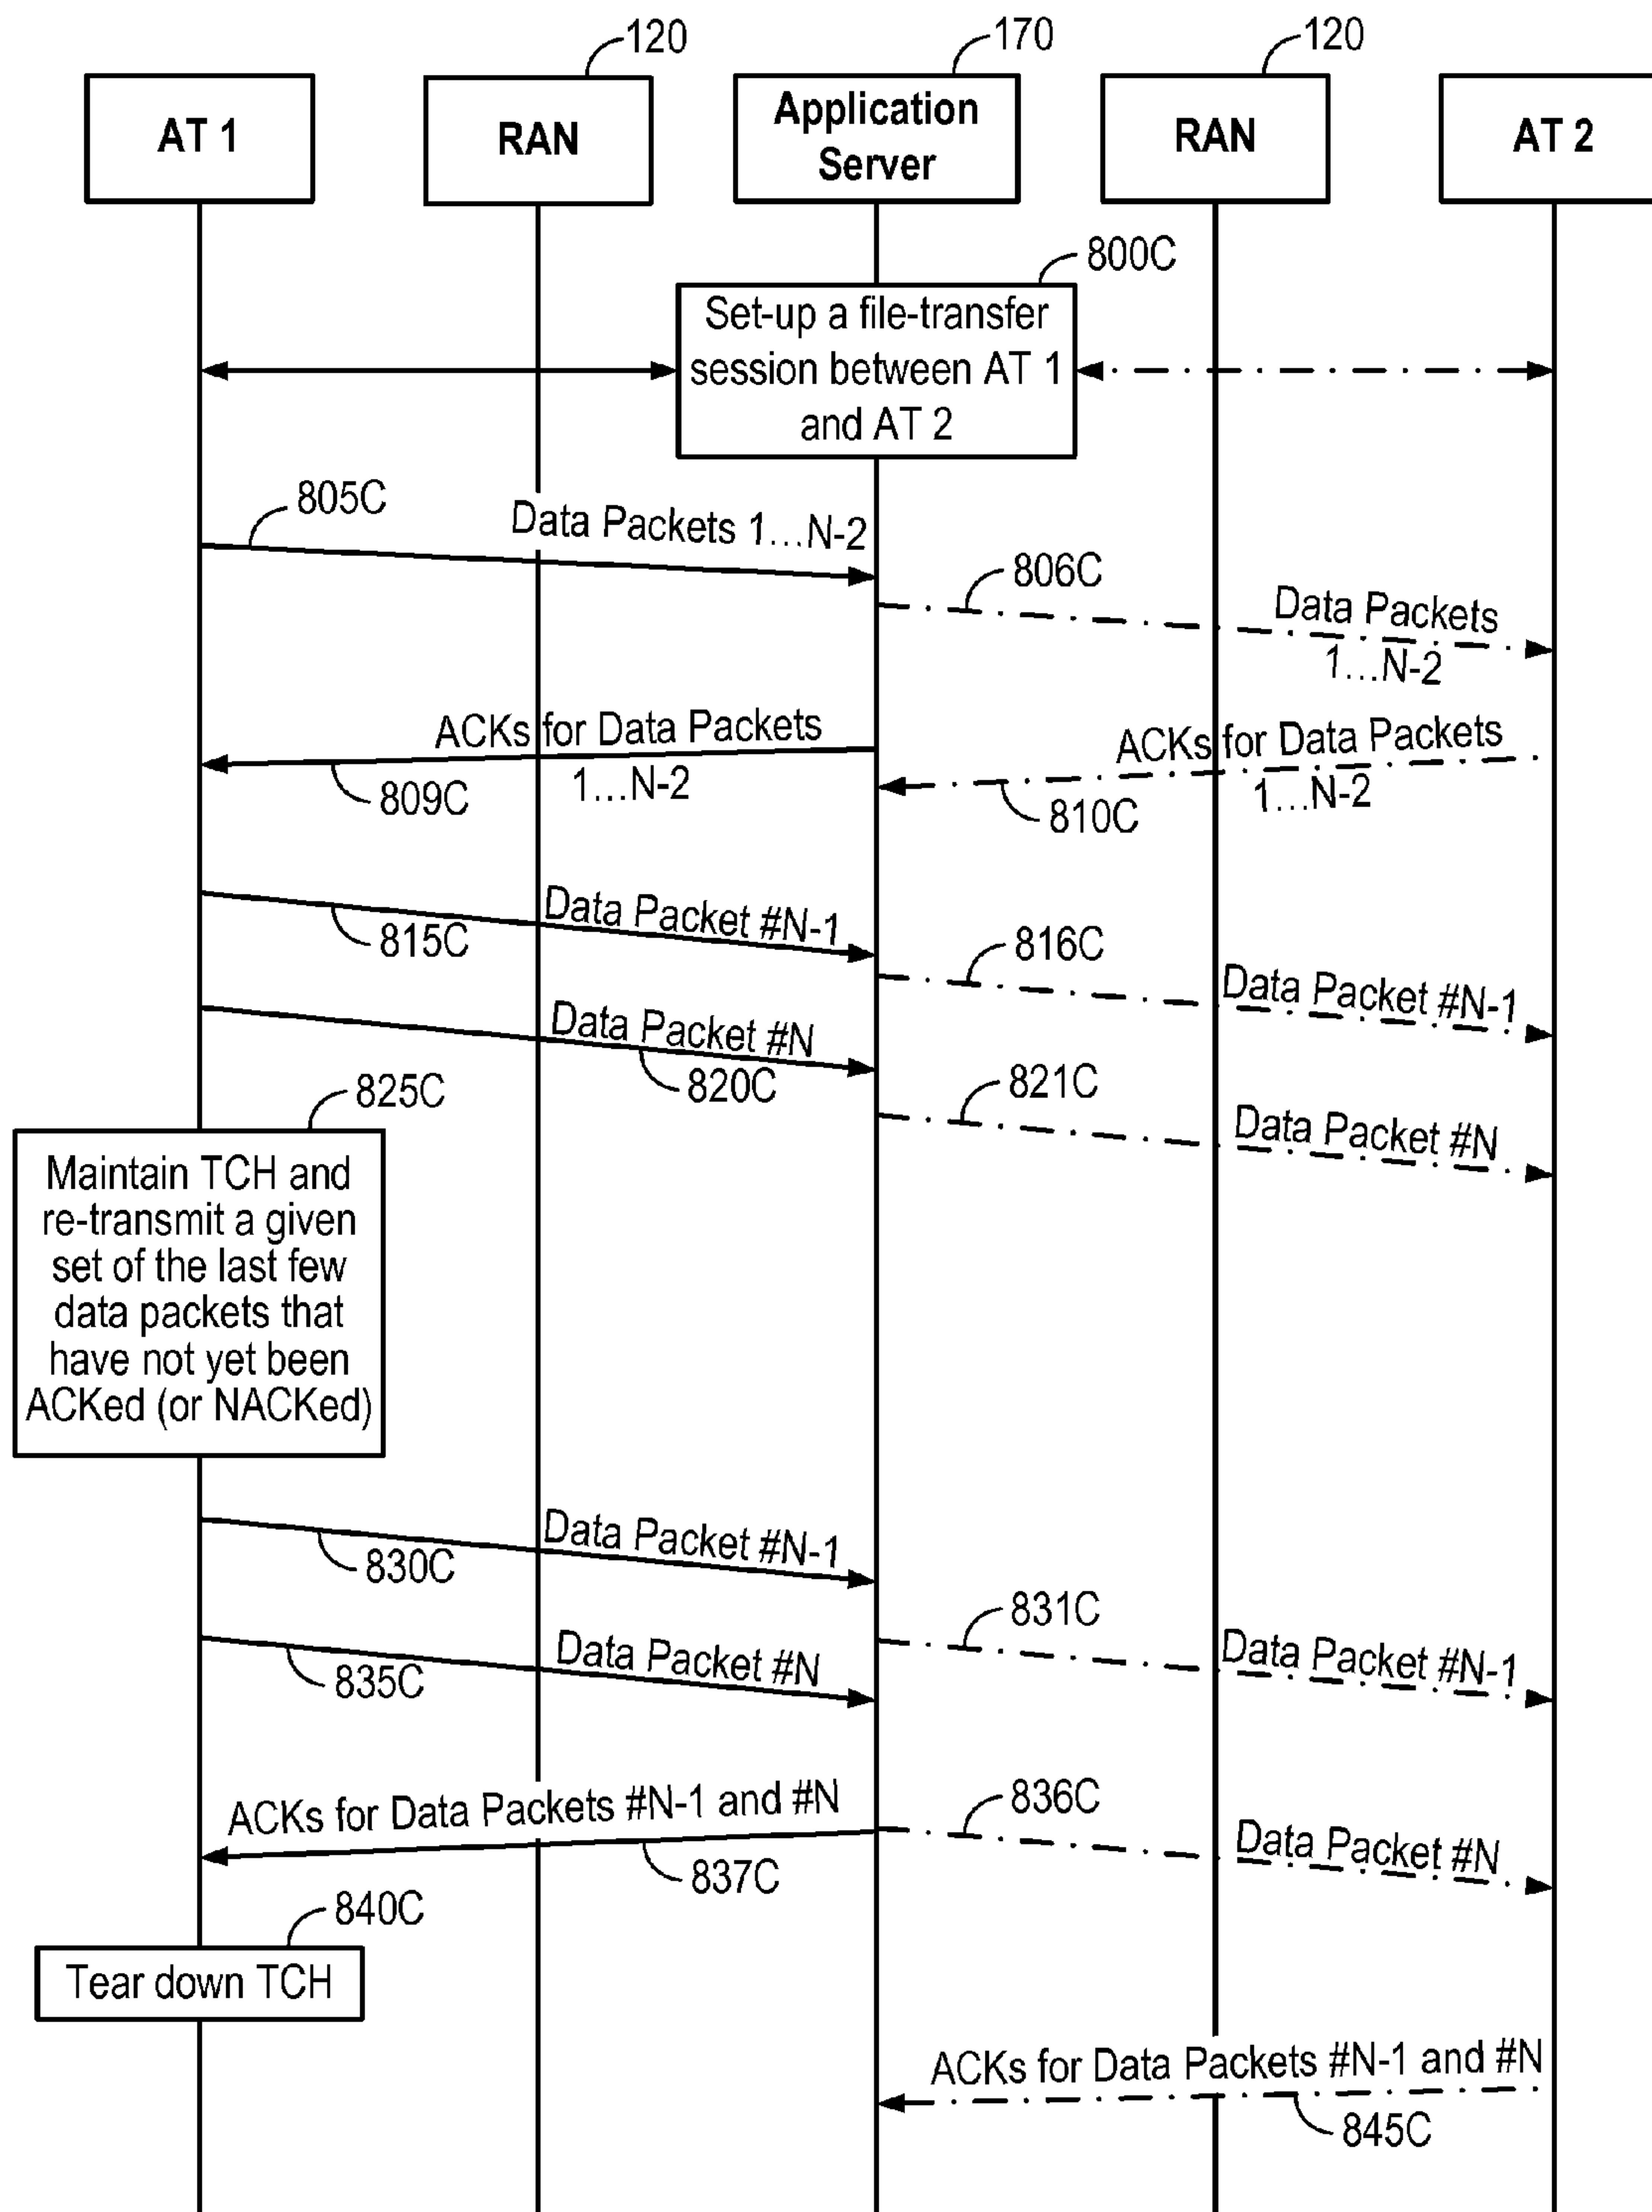 120
170
120
AT 1
RAN
Application
Server
RAN
AT 2
800C
Set-up a file-transfer
session between AT 1
and AT 2
805C
Data Packets 1...N-2
806C
Data Packets
1...N-2
ACKs for Data Packets
1...N-2
809C
ACKs for Data Packets
1...N-2
810C
Data Packet #N-1
815C
816C
Data Packet #N-1
Data Packet #N
820C
821C
Data Packet #N
825C
Maintain TCH and
re-transmit a given
set of the last few
data packets that
have not yet been
ACKed (or NACKed)
Data Packet #N-1
830C
831C
Data Packet #N-1
Data Packet #N
835C
ACKs for Data Packets #N-1 and #N
837C
836C
Data Packet #N
840C
Tear down TCH
ACKs for Data Packets #N-1 and #N
845C